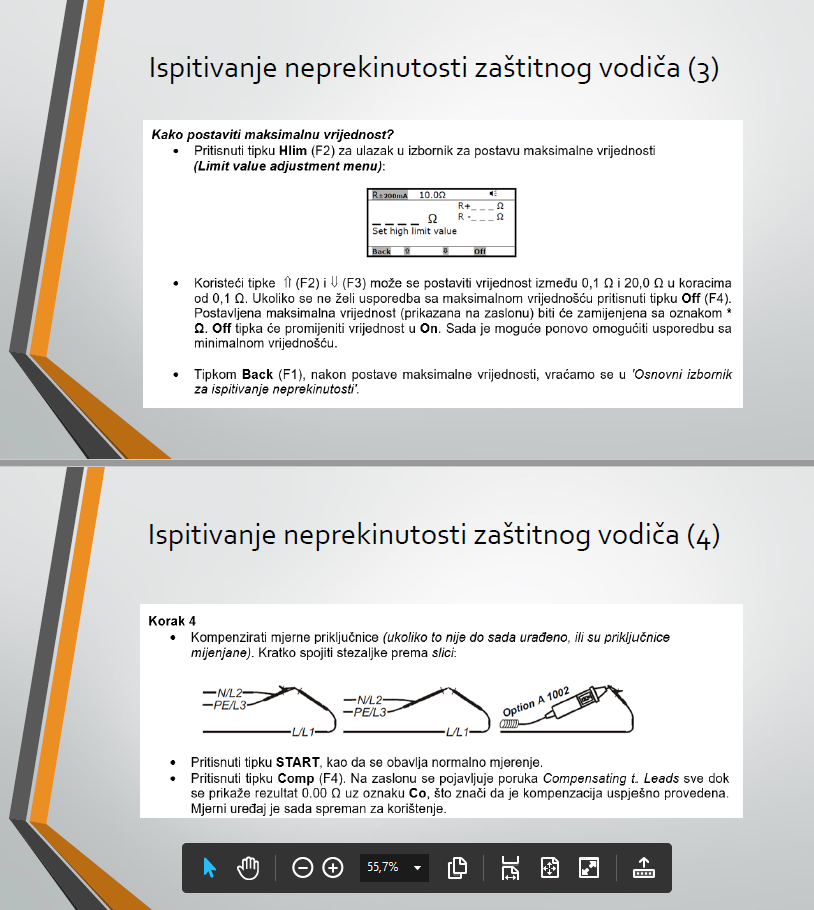 Ispitivanje neprekinutosti zaštitnog vodiča (3)
Kako postaviti maksimalnu vrijednost?
• Pritisnuti tipku Hlim (F2) za ulazak u izbornik za postavu maksimalne vrijednosti
(Limit value adjustment menu):
R±200mA 10.0Ω
R+_ _ _ Ω
_ _ _ _ Ω R -_ _ _ Ω
Set high limit value
Back ⇧ ⇩ Off
• Koristeći tipke ⇧ (F2) i ⇩ (F3) može se postaviti vrijednost između 0,1 Ω i 20,0 Ω u koracima
od 0,1 Ω. Ukoliko se ne želi usporedba sa maksimalnom vrijednošću pritisnuti tipku Off (F4).
Postavljena maksimalna vrijednost (prikazana na zaslonu) biti će zamijenjena sa oznakom *
Ω. Off tipka će promijeniti vrijednost u On. Sada je moguće ponovo omogućiti usporedbu sa
minimalnom vrijednošću.
• Tipkom Back (F1), nakon postave maksimalne vrijednosti, vraćamo se u 'Osnovni izbornik
za ispitivanje neprekinutosti'.
Ispitivanje neprekinutosti zaštitnog vodiča (4)
Korak 4
• Kompenzirati mjerne priključnice (ukoliko to nije do sada urađeno, ili su priključnice
mijenjane). Kratko spojiti stezaljke prema slici:
N/L2
PE/L3
L/L1
N/L2
PE/L3
L/L1
Option A 1002
• Pritisnuti tipku START, kao da se obavlja normalno mjerenje.
• Pritisnuti tipku Comp (F4). Na zaslonu se pojavljuje poruka Compensating t. Leads sve dok
se prikaže rezultat 0.00 Ω uz oznaku Co, što znači da je kompenzacija uspješno provedena.
Mjerni uređaj je sada spreman za korištenje.
55,7%